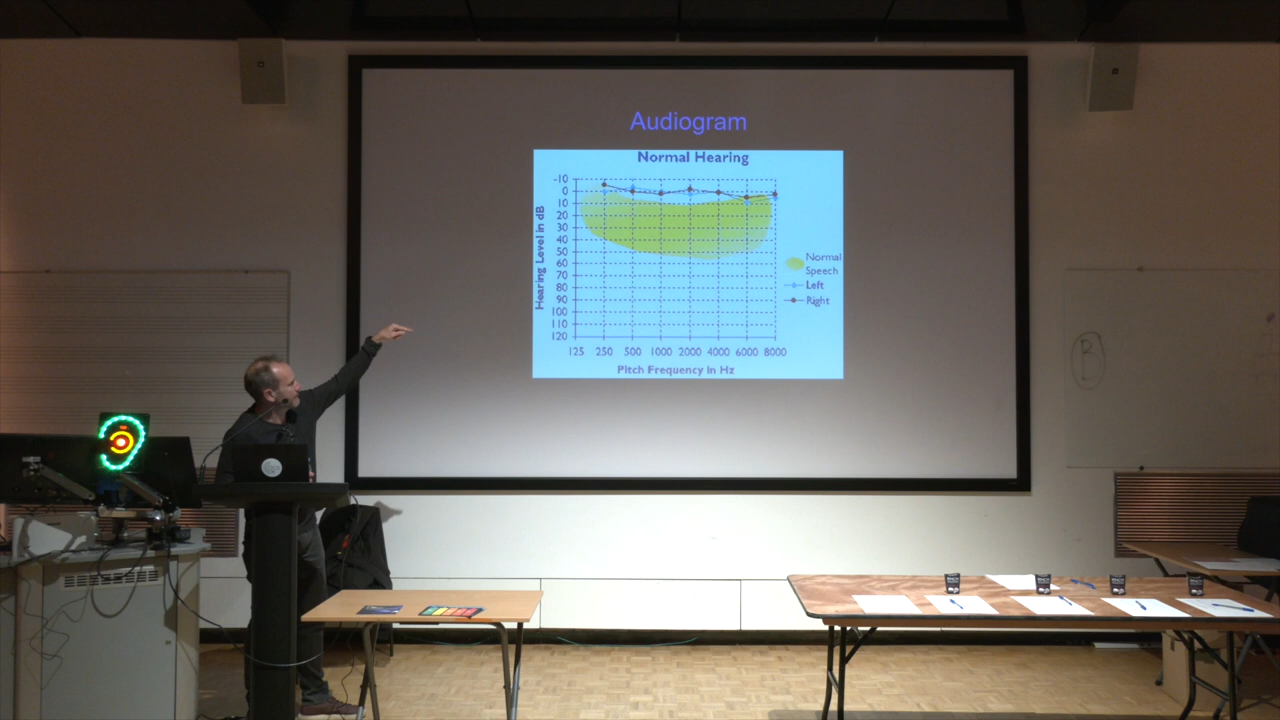 Audiogram
Normal Hearing
Hearing Level in dB
-10
0
10
20
30
40
50
60
70
80
90
100
110
120
125 250 500 1000 2000 4000 6000 8000
Pitch Frequency in Hz
Normal
Speech
Left
Right
B